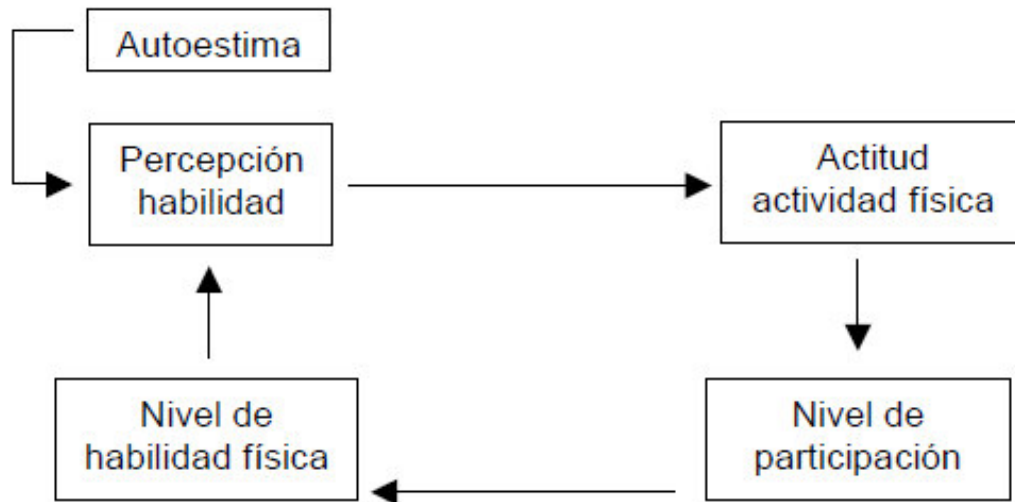 Autoestima
Percepción
habilidad
Actitud
actividad física
Nivel de
habilidad física
Nivel de
participación